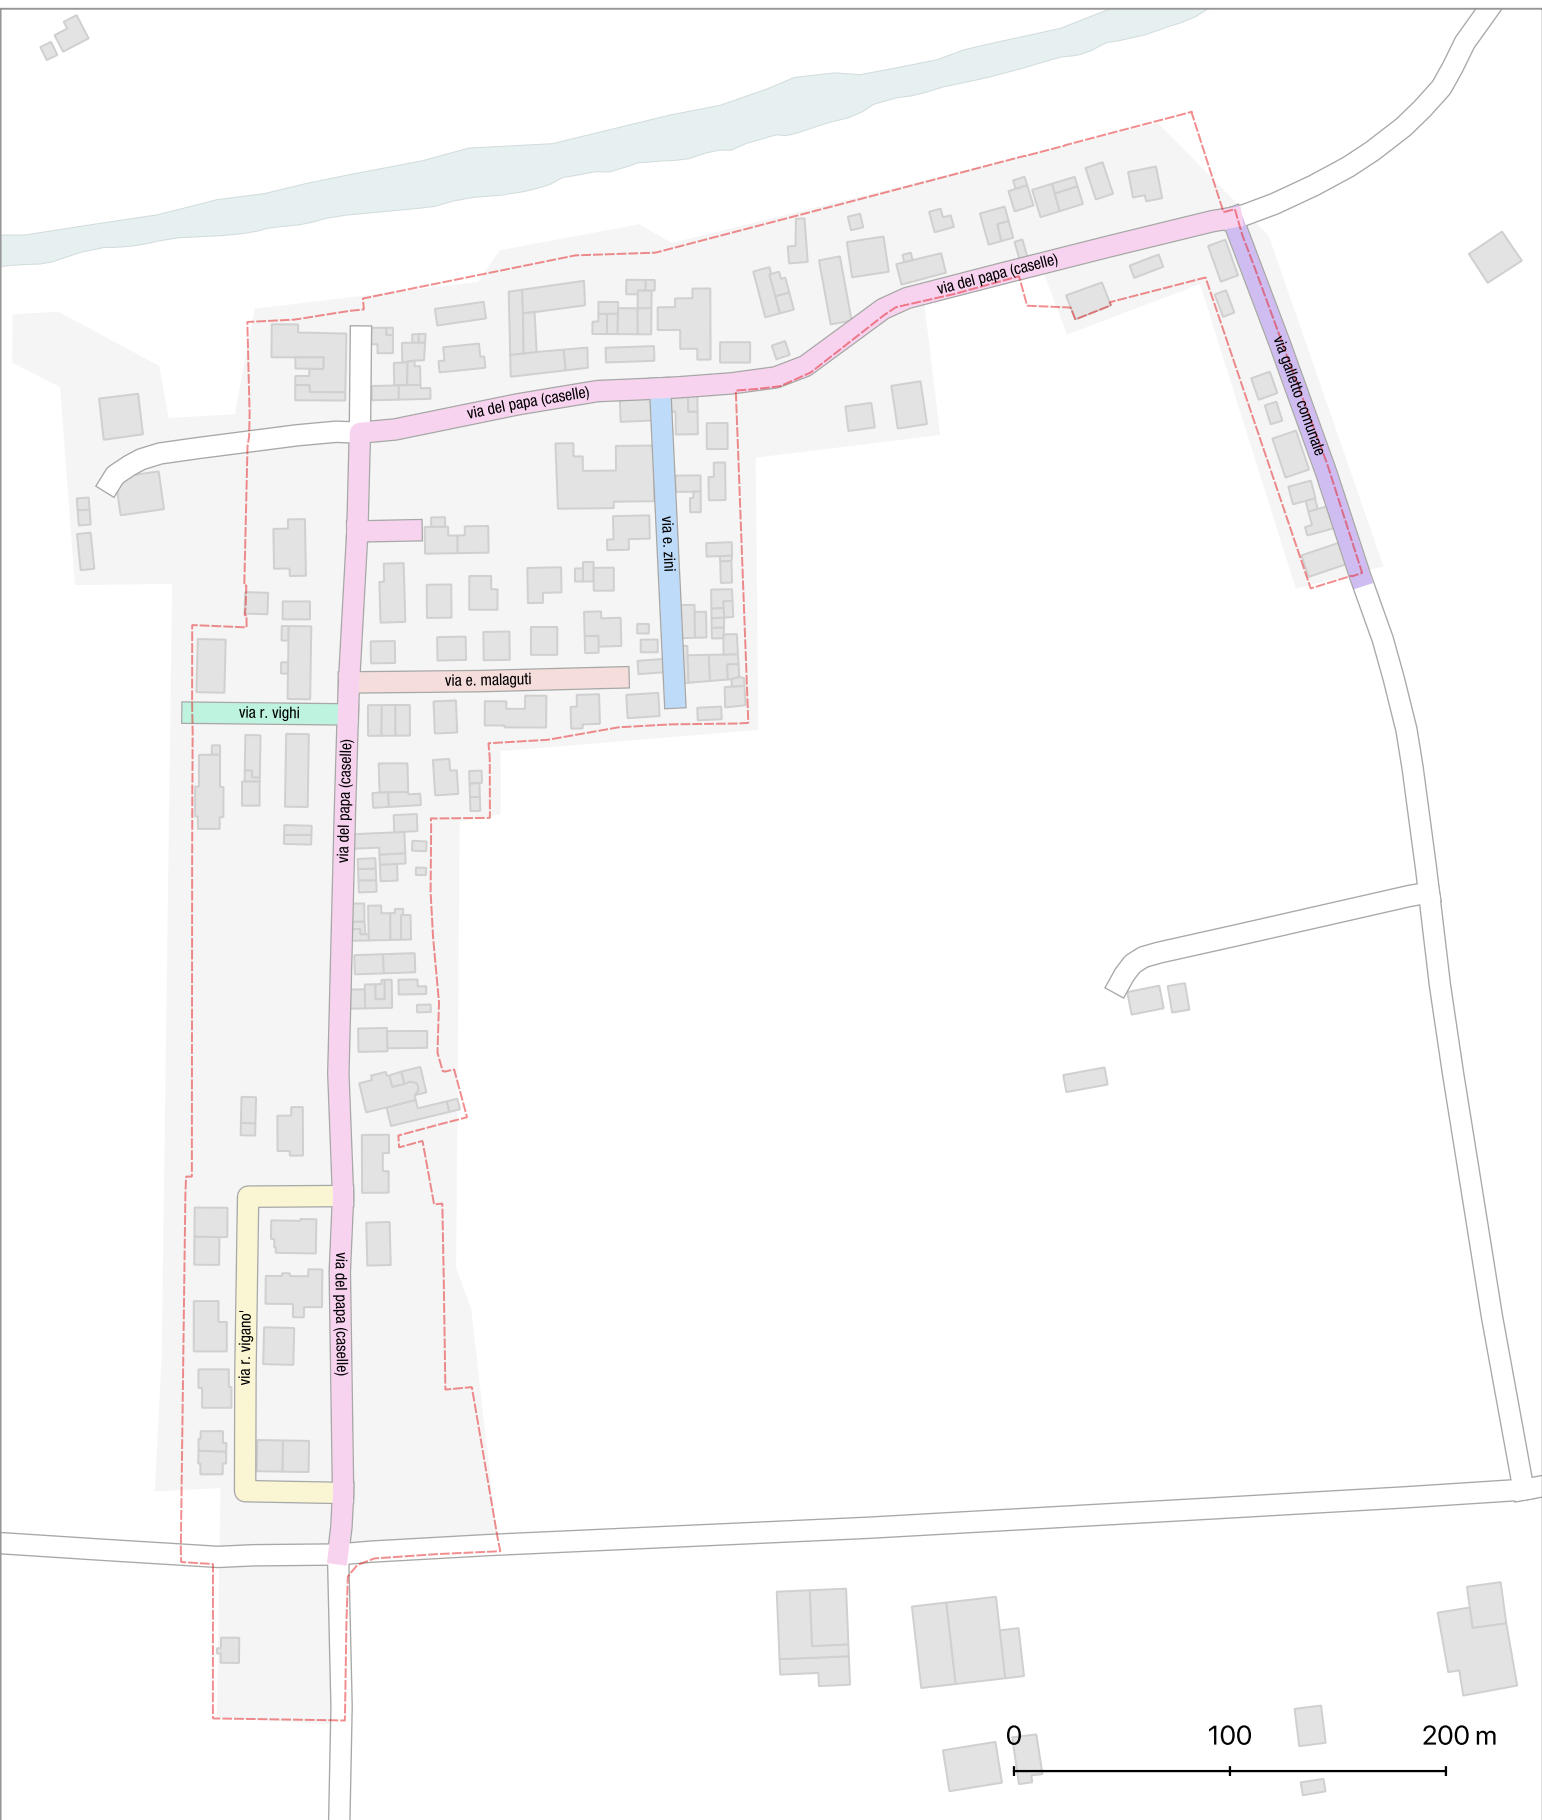 via del papa (caselle)
via del papa (caselle)
via galletto comunale
via e. zini
via e. malaguti
via r. vighi
via del papa (caselle)
via del papa (caselle)
via r. vigano'
0 100 200 m